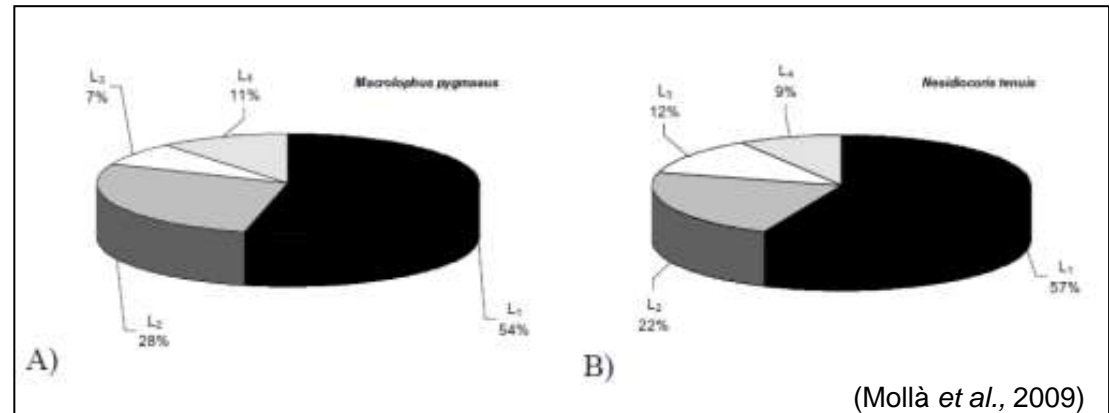 L₃
7%
L₄
11%
Macrolophus pygmaeus
L₁
54%
L₂
28%
A)
L₃
12%
L₄
9%
Nesidiocoris tenuis
L₁
57%
L₂
22%
B)
(Mollà et al., 2009)